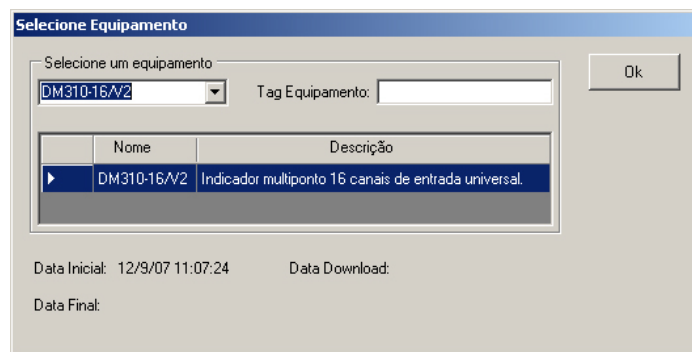 Selecione Equipamento
Selecione um equipamento
Ok
DM310-16/V2 Tag Equipamento:
Nome Descrição
DM310-16/V2 Indicador multiponto 16 canais de entrada universal.
Data Inicial: 12/9/07 11:07:24 Data Download:
Data Final: